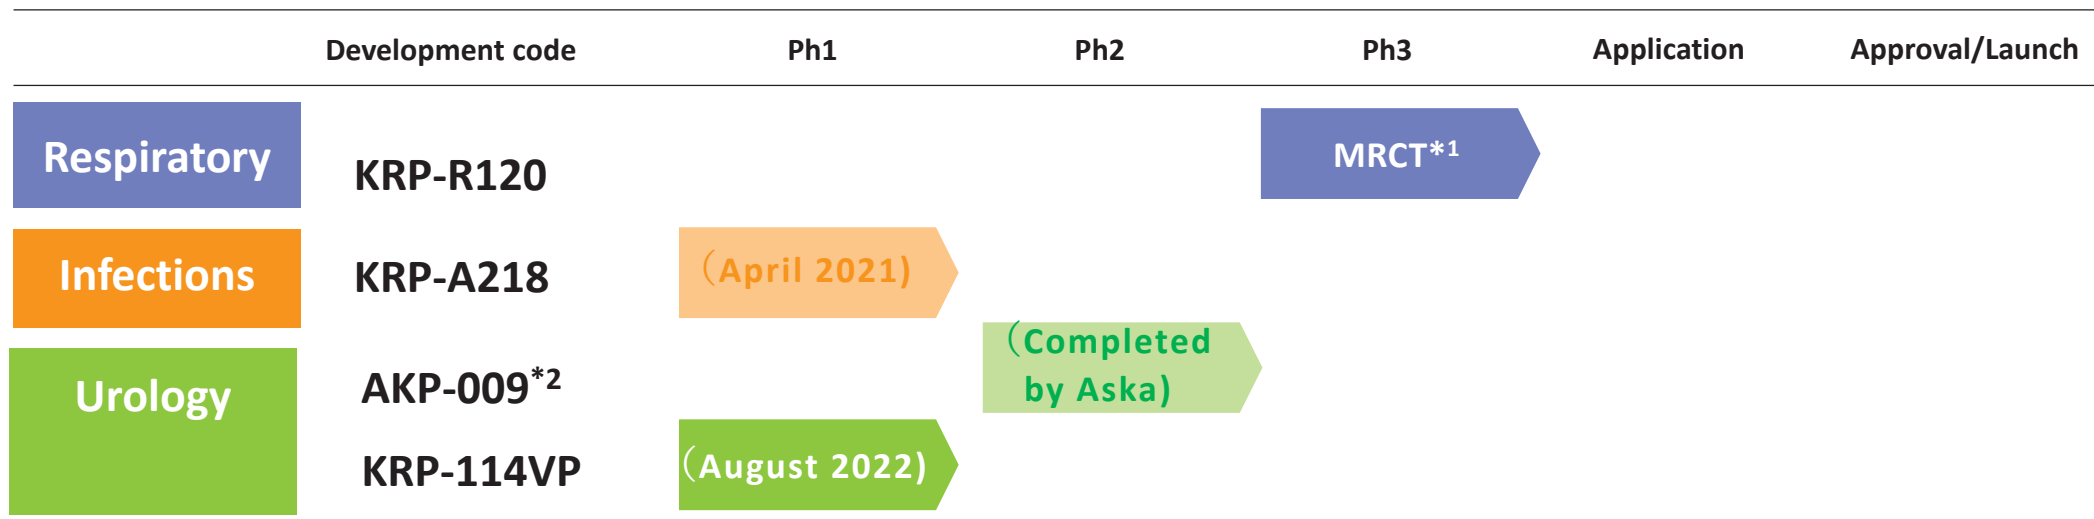 Development code Ph1 Ph2 Ph3 Application Approval/Launch
Respiratory KRP-R120 MRCT*1
Infections KRP-A218 （April 2021)
Urology AKP-009*2 （Completed
by Aska)
KRP-114VP （August 2022)